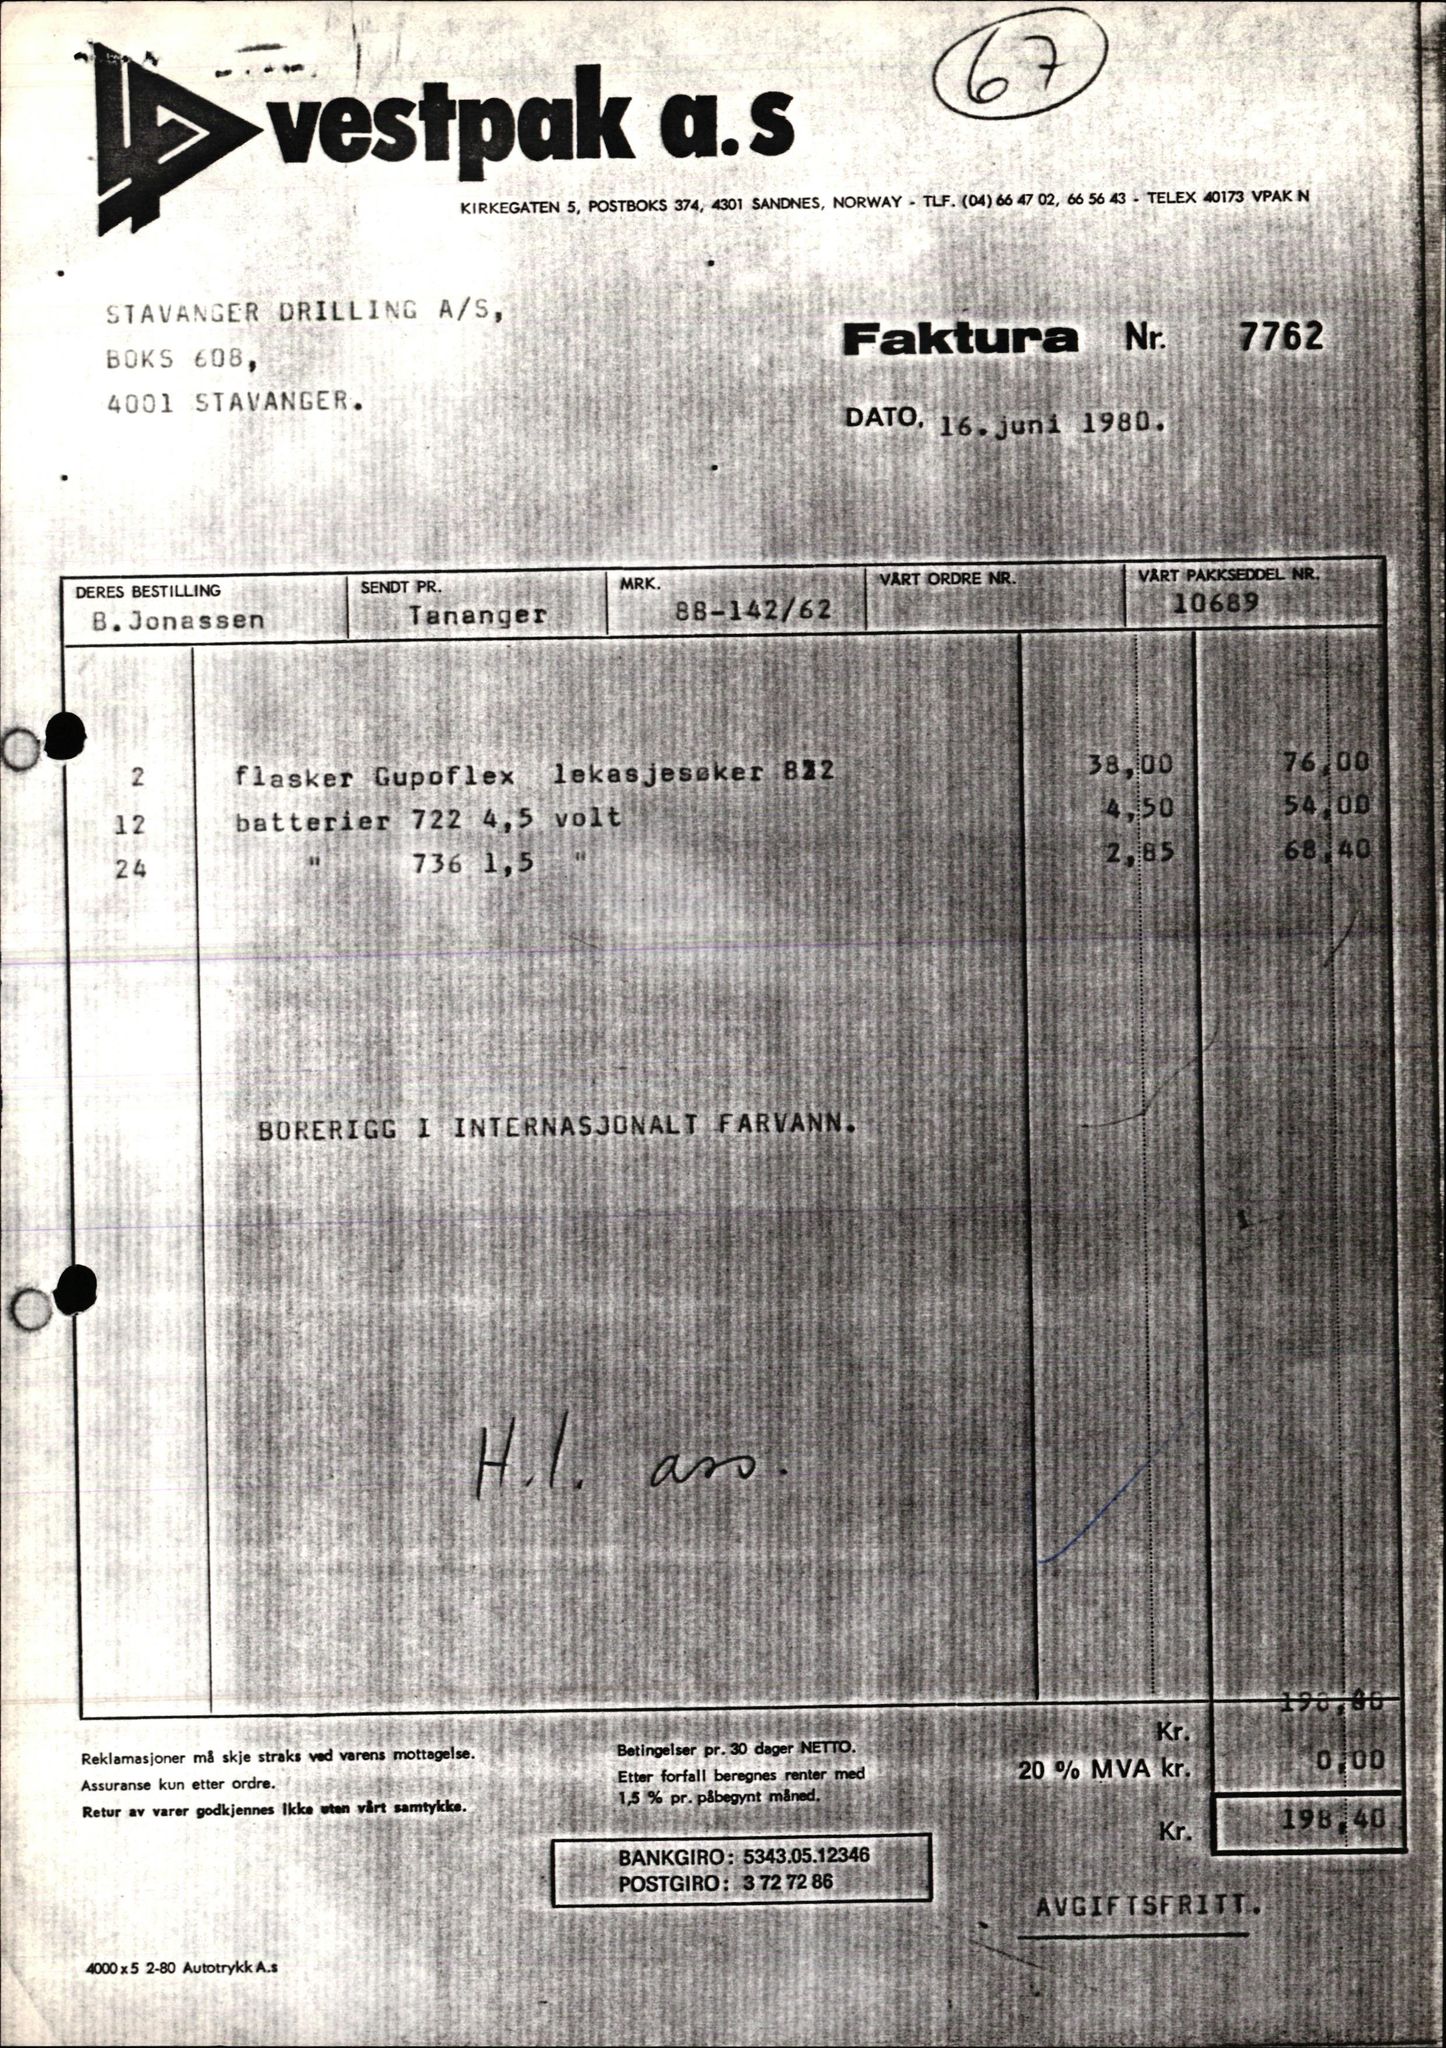 67
vestpak a.s
KIRKEGATEN 5, POSTBOKS 374, 4301 SANDNES, NORWAY - TLF. (04) 66 47 02, 66 56 43 - TELEX 40173 VPAK N
STAVANGER DRILLING A/S,
BOKS 608,
4001 STAVANGER.
Faktura Nr. 7762
DATO, 16. juni 1980.
DERES BESTILLING SENDT PR. MRK. VÅRT ORDRE NR. VÅRT PAKKSEDDEL NR.
B.Jonassen Tananger 88-142/62 10689
2 flasker Gupoflex lekasjesøker 822 38,00 76,00
12 batterier 722 4,5 volt 4,50 54,00
24 " 736 1,5 " 2,85 68,40
BORERIGG I INTERNASJONALT FARVANN.
H.I. ass.
Kr.
20 % MVA kr. 0,00
Kr. 198,40
Reklamasjoner må skje straks ved varens mottagelse.
Assuranse kun etter ordre.
Retur av varer godkjennes ikke uten vårt samtykke.
Betingelser pr. 30 dager NETTO.
Etter forfall beregnes renter med
1,5 % pr. påbegynt måned.
BANKGIRO: 5343.05.12346
POSTGIRO: 3 72 72 86
AVGIFTSFRITT.
4000 x 5 2-80 Autotrykk A.s